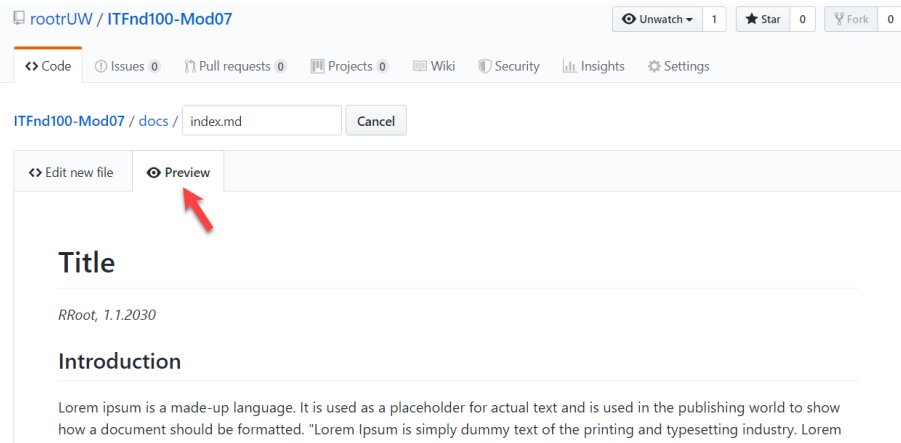 rootrUW / ITFnd100-Mod07
Unwatch 1 Star 0 Fork 0
Code Issues 0 Pull requests 0 Projects 0 Wiki Security Insights Settings
ITFnd100-Mod07 / docs / index.md Cancel
<> Edit new file Preview
Title
RRoot, 1.1.2030
Introduction
Lorem ipsum is a made-up language. It is used as a placeholder for actual text and is used in the publishing world to show
how a document should be formatted. "Lorem Ipsum is simply dummy text of the printing and typesetting industry. Lorem